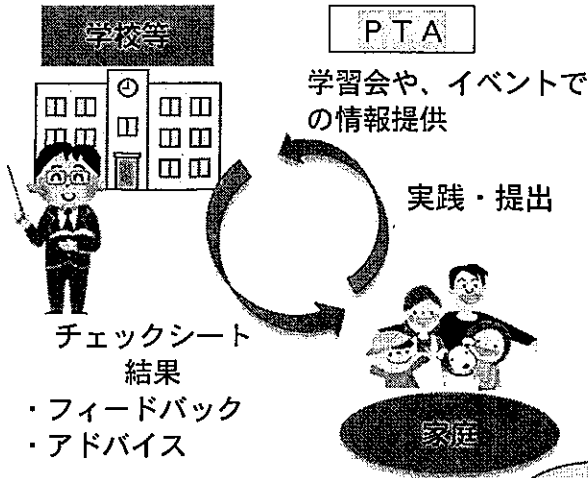 学校等
PTA
学習会や、イベントで
の情報提供
実践・提出
チェックシート
結果
・フィードバック
・アドバイス
家庭